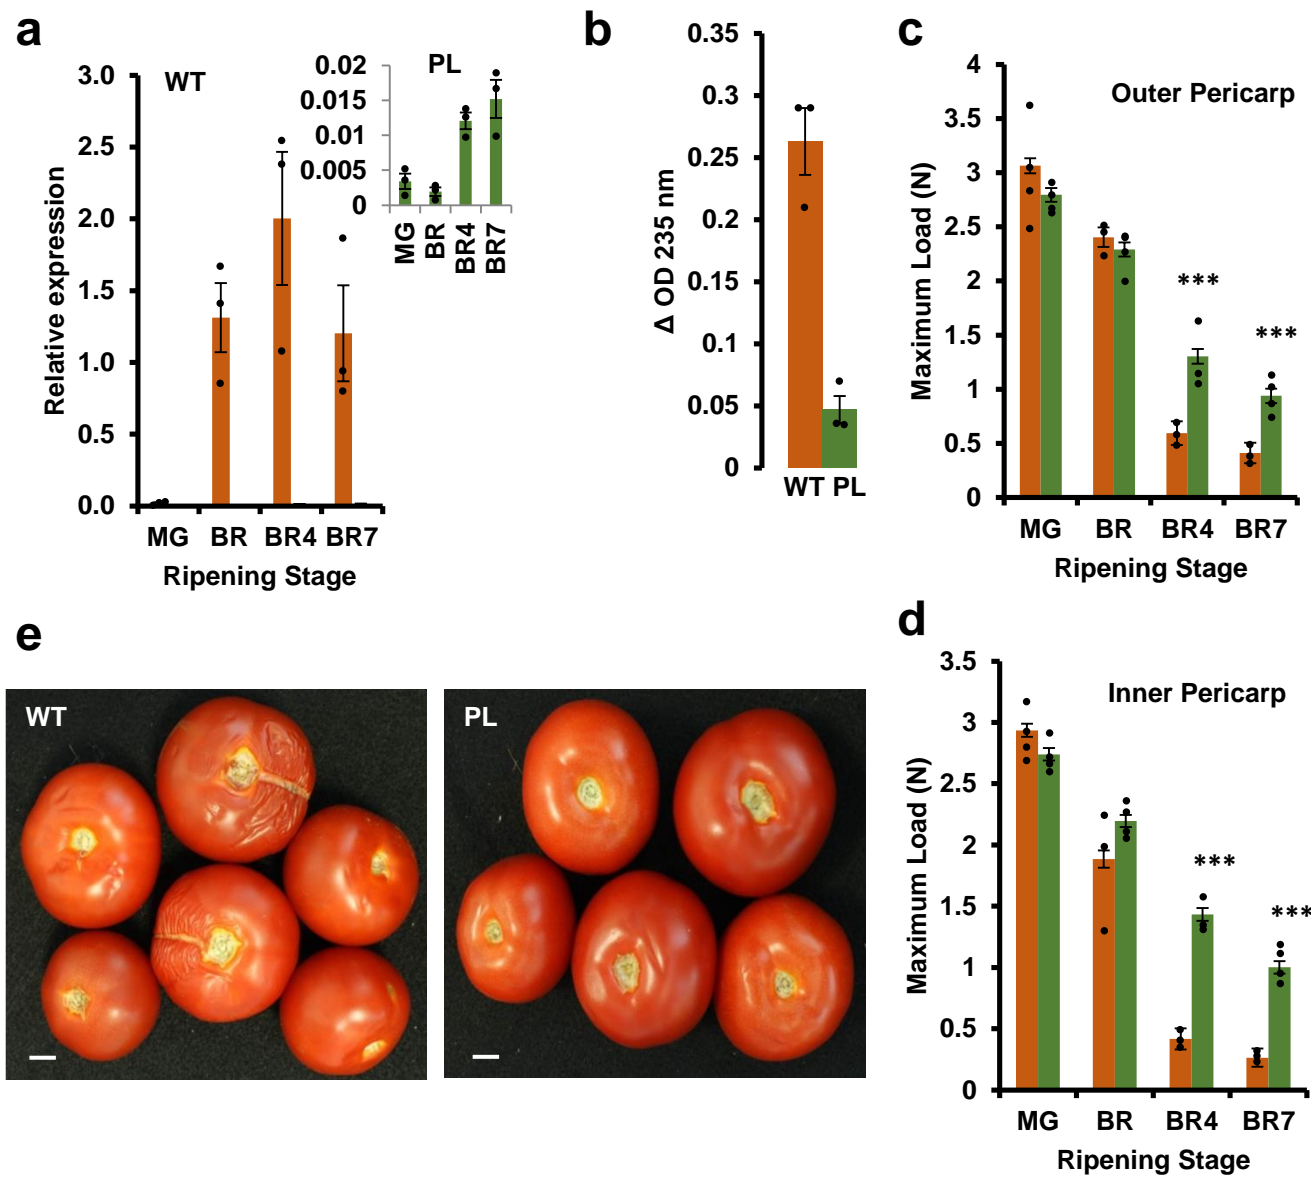 a
WT
3.0
2.5
2.0
1.5
1.0
0.5
0.0
Relative expression
MG BR BR4 BR7
Ripening Stage
PL
0.02
0.015
0.01
0.005
0
MG BR BR4 BR7
b
0.35
0.3
0.25
0.2
0.15
0.1
0.05
0
Δ OD 235 nm
WT PL
c
Outer Pericarp
4
3.5
3
2.5
2
1.5
1
0.5
0
Maximum Load (N)
***
***
MG BR BR4 BR7
Ripening Stage
d
Inner Pericarp
3.5
3
2.5
2
1.5
1
0.5
0
Maximum Load (N)
***
***
MG BR BR4 BR7
Ripening Stage
e
WT
PL